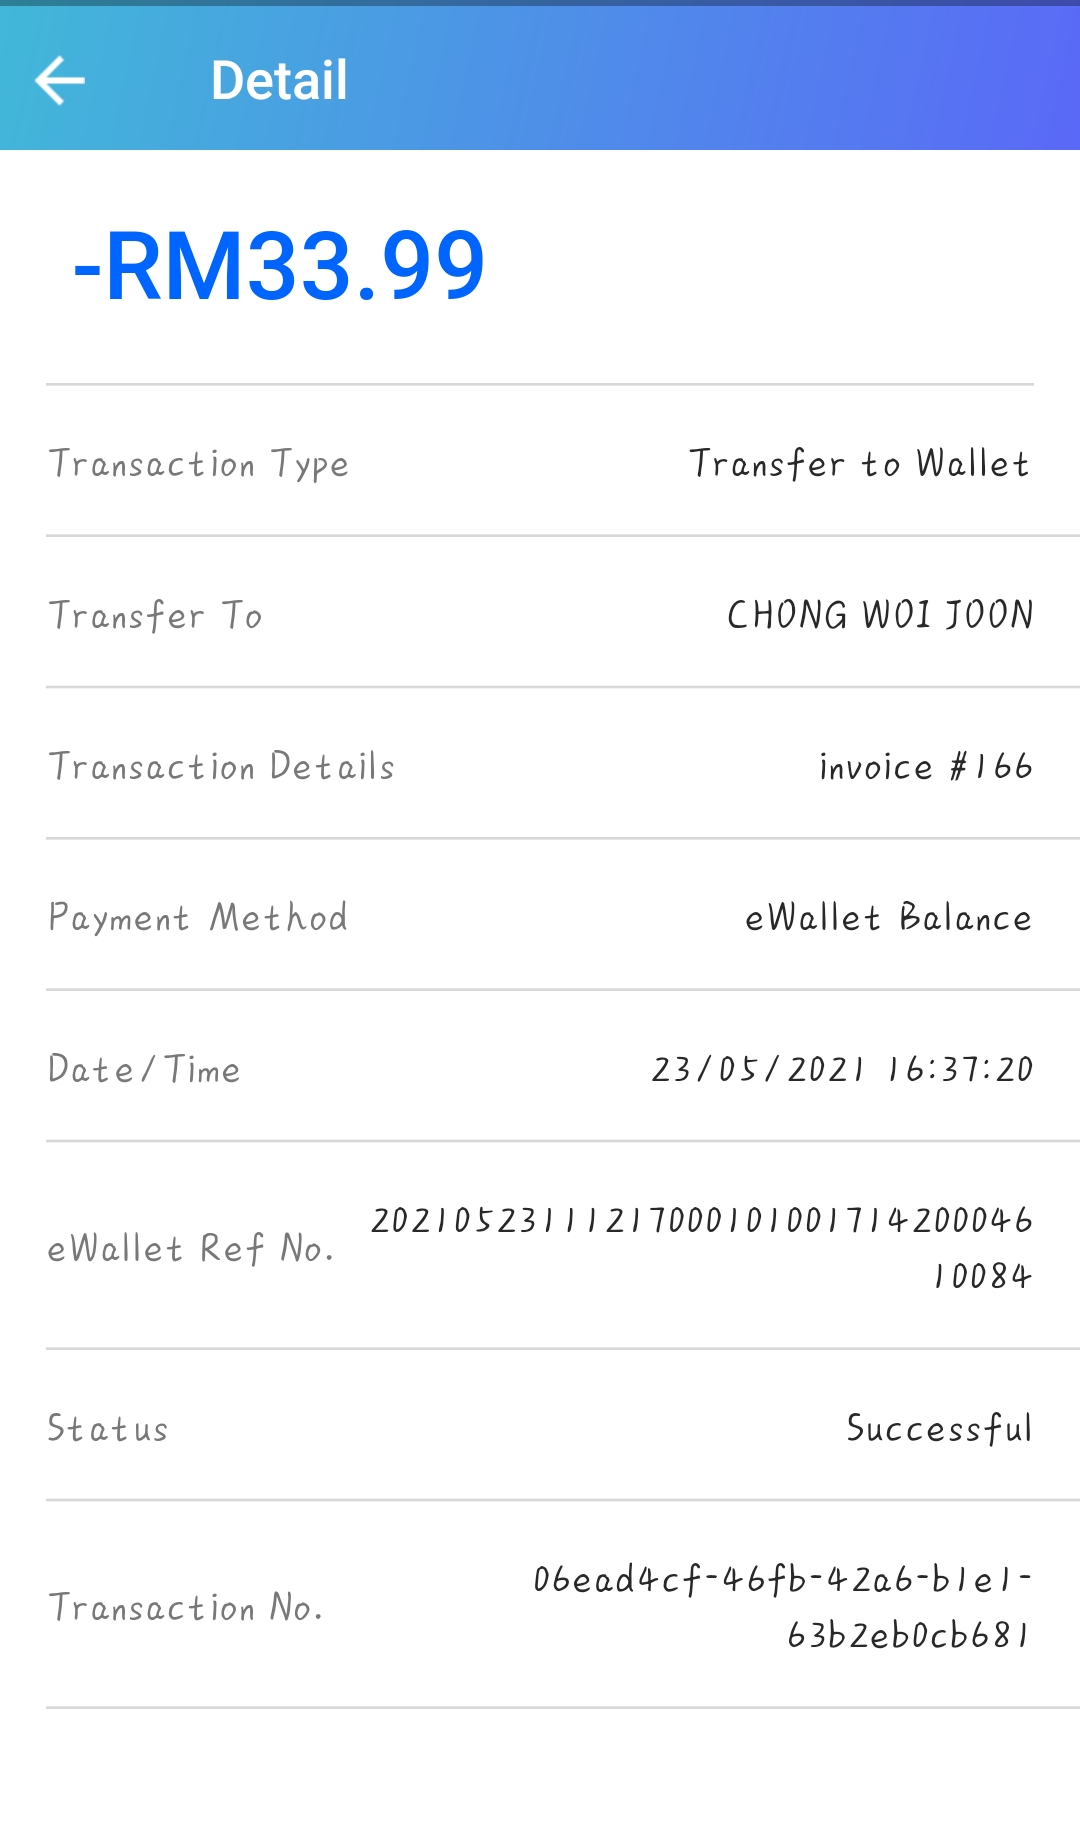 Detail
-RM33.99
Transaction Type
Transfer to Wallet
Transfer To
CHONG WOI JOON
Transaction Details
invoice #166
Payment Method
eWallet Balance
Date/Time
23/05/2021 16:37:20
eWallet Ref No.
2021052311121700010100171420046
10084
Status
Successful
Transaction No.
06ead4cf-46fb-42a6-b1e1-
63b2eb0cb681